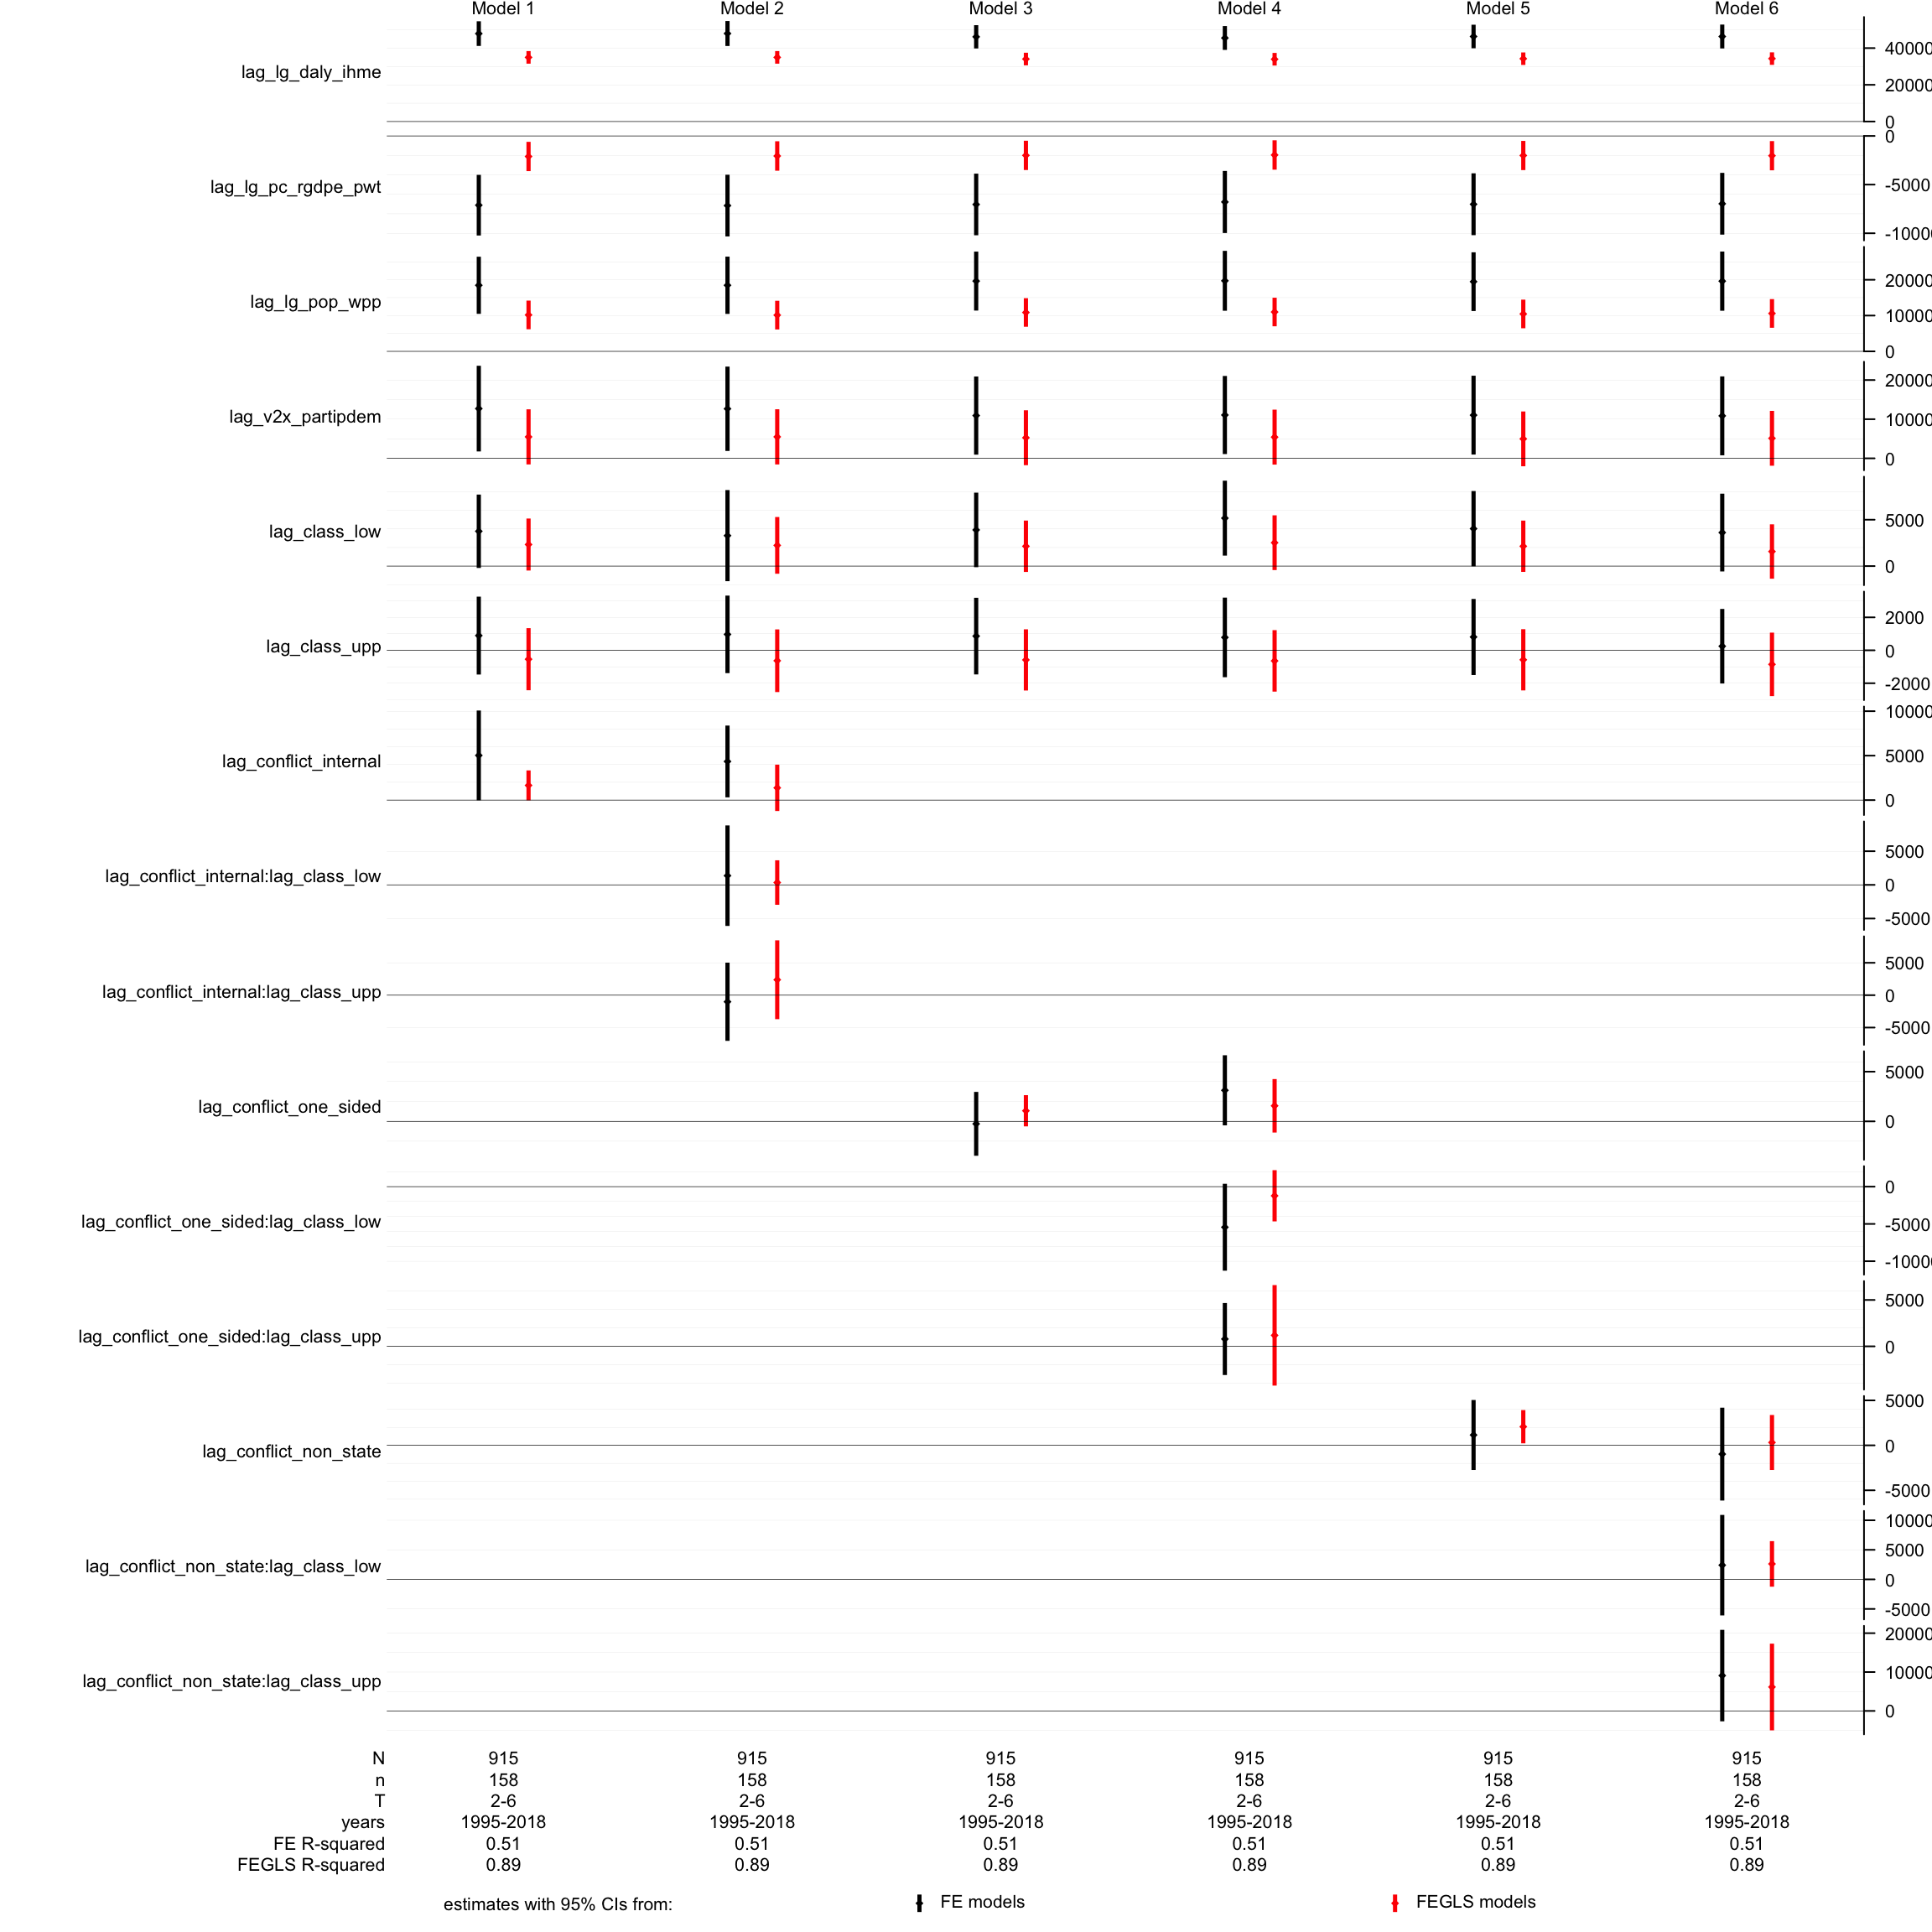 Model 1 Model 2 Model 3 Model 4 Model 5 Model 6
lag_lg_daly_ihme
40000
20000
0
lag_lg_pc_rgdpe_pwt
0
-5000
-10000
lag_lg_pop_wpp
20000
10000
0
lag_v2x_partipdem
20000
10000
0
lag_class_low
5000
0
lag_class_upp
2000
0
-2000
lag_conflict_internal
10000
5000
0
lag_conflict_internal:lag_class_low
5000
0
-5000
lag_conflict_internal:lag_class_upp
5000
0
-5000
lag_conflict_one_sided
5000
0
lag_conflict_one_sided:lag_class_low
0
-5000
-10000
lag_conflict_one_sided:lag_class_upp
5000
0
lag_conflict_non_state
5000
0
-5000
lag_conflict_non_state:lag_class_low
10000
5000
0
-5000
lag_conflict_non_state:lag_class_upp
20000
10000
0
N 915 915 915 915 915 915
n 158 158 158 158 158 158
T 2-6 2-6 2-6 2-6 2-6 2-6
years 1995-2018 1995-2018 1995-2018 1995-2018 1995-2018 1995-2018
FE R-squared 0.51 0.51 0.51 0.51 0.51 0.51
FEGLS R-squared 0.89 0.89 0.89 0.89 0.89 0.89
estimates with 95% CIs from: FE models FEGLS models